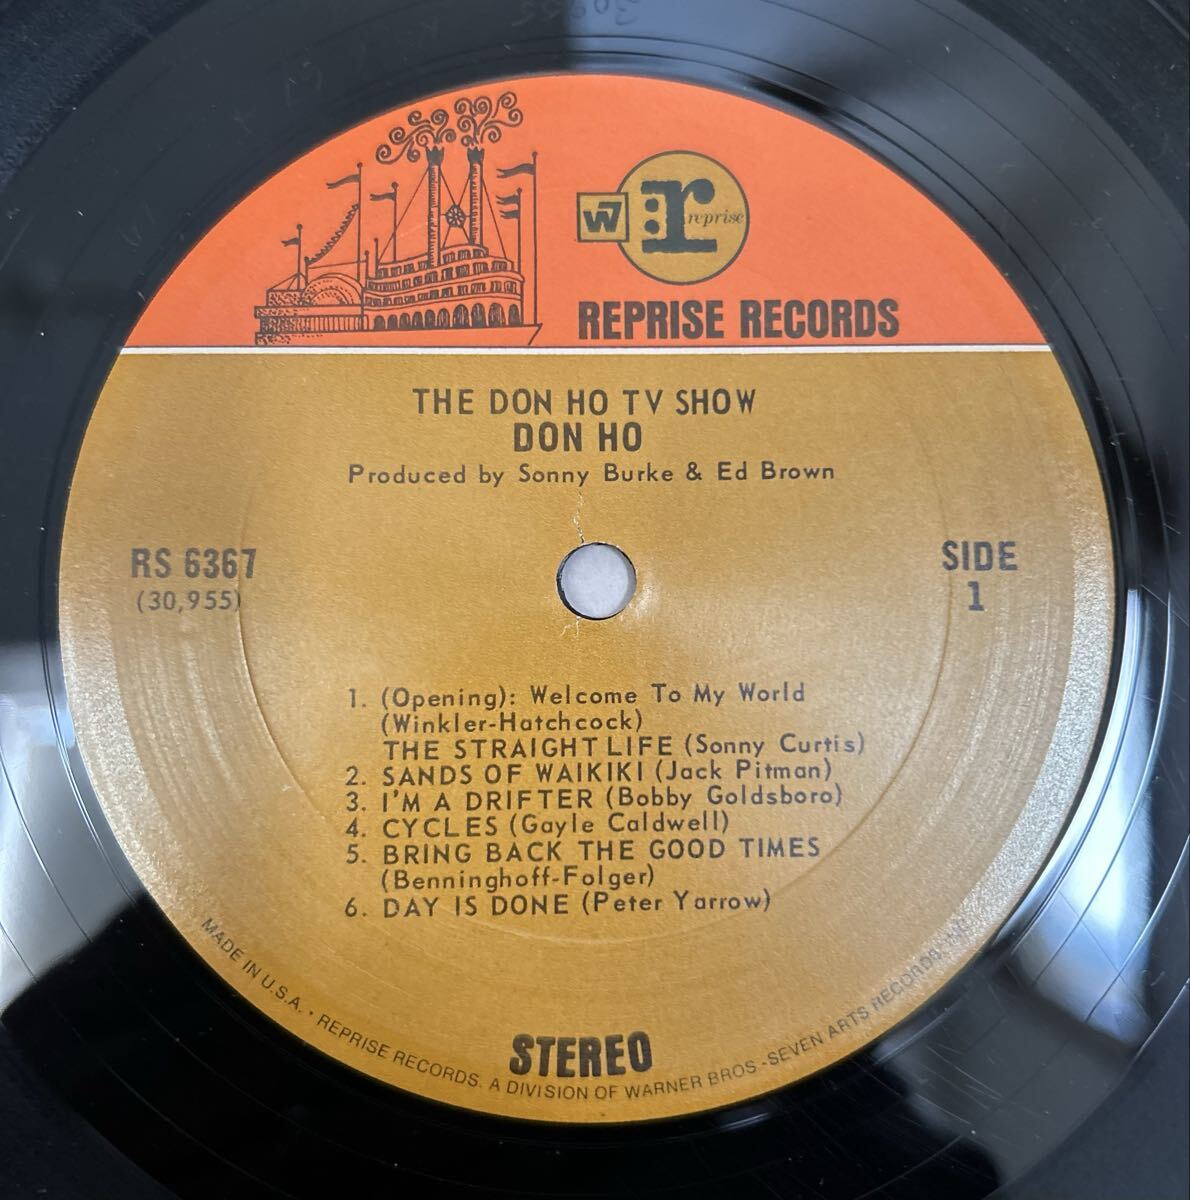 W7
r: reprise
REPRISE RECORDS
THE DON HO TV SHOW
DON HO
Produced by Sonny Burke & Ed Brown
RS 6367
(30,955)
SIDE
1
1. (Opening): Welcome To My World
(Winkler-Hatchcock)
THE STRAIGHT LIFE (Sonny Curtis)
2. SANDS OF WAIKIKI (Jack Pitman)
3. I'M A DRIFTER (Bobby Goldsboro)
4. CYCLES (Gayle Caldwell)
5. BRING BACK THE GOOD TIMES
(Benninghoff-Folger)
6. DAY IS DONE (Peter Yarrow)
STEREO
MADE IN U.S.A. • REPRISE RECORDS. A DIVISION OF WARNER BROS.-SEVEN ARTS RECORDS, INC.